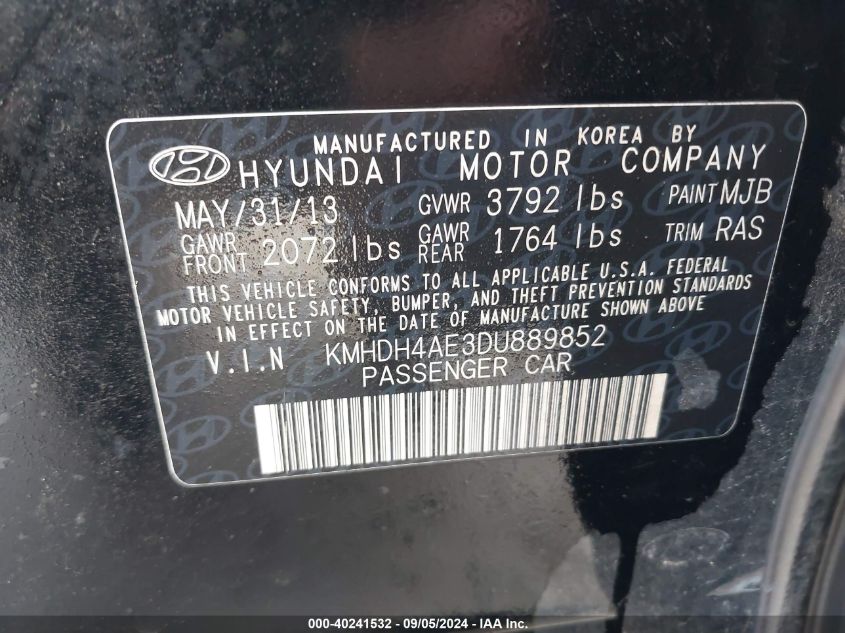 MANUFACTURED IN KOREA BY
HYUNDAI MOTOR COMPANY
MAY/31/13 GVWR 3792 lbs PAINT MJB
GAWR FRONT 2072 lbs GAWR REAR 1764 lbs TRIM RAS
THIS VEHICLE CONFORMS TO ALL APPLICABLE U.S.A. FEDERAL
MOTOR VEHICLE SAFETY, BUMPER, AND THEFT PREVENTION STANDARDS
IN EFFECT ON THE DATE OF MANUFACTURE SHOWN ABOVE
V.I.N KMHDH4AE3DU889852
PASSENGER CAR
000-40241532 - 09/05/2024 - IAA Inc.